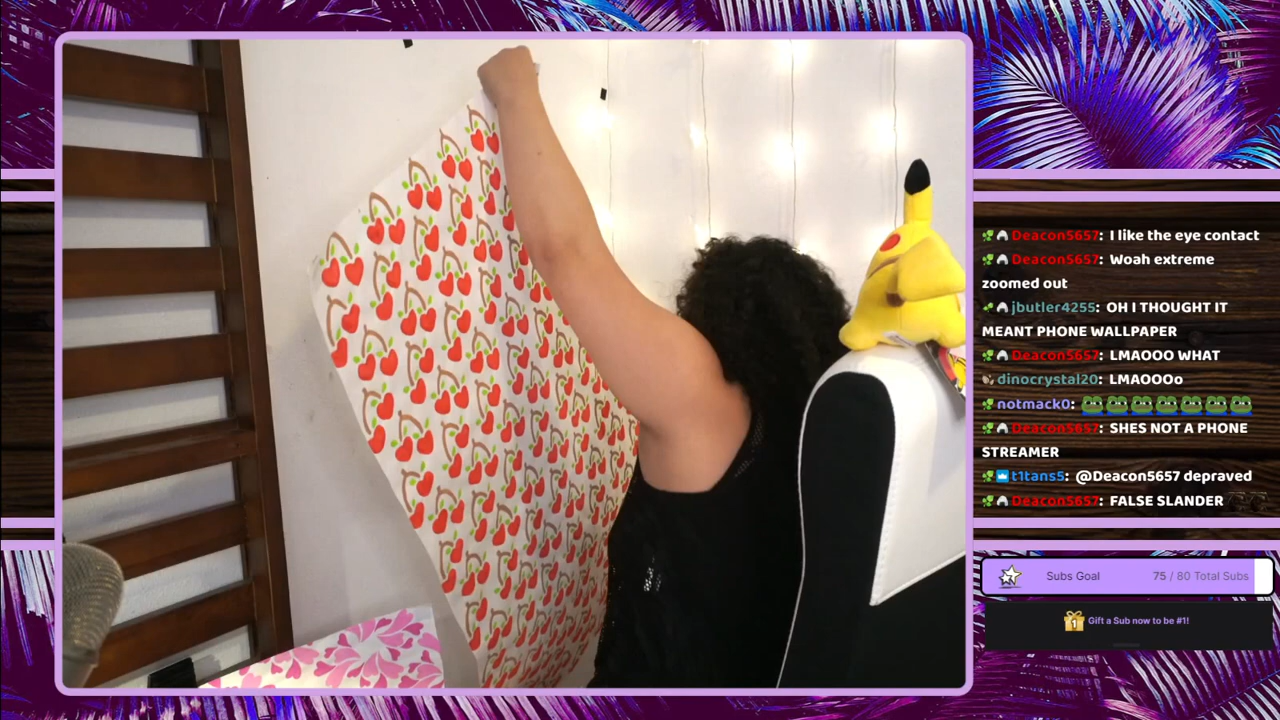 Deacon5657: I like the eye contact
Deacon5657: Woah extreme
zoomed out
jbutler4255: OH I THOUGHT IT
MEANT PHONE WALLPAPER
Deacon5657: LMAOOO WHAT
dinocrystal20: LMAOOOo
notmack0:
Deacon5657: SHES NOT A PHONE
STREAMER
t1tans5: @Deacon5657 depraved
Deacon5657: FALSE SLANDER
Subs Goal 75 / 80 Total Subs
1 Gift a Sub now to be #1!